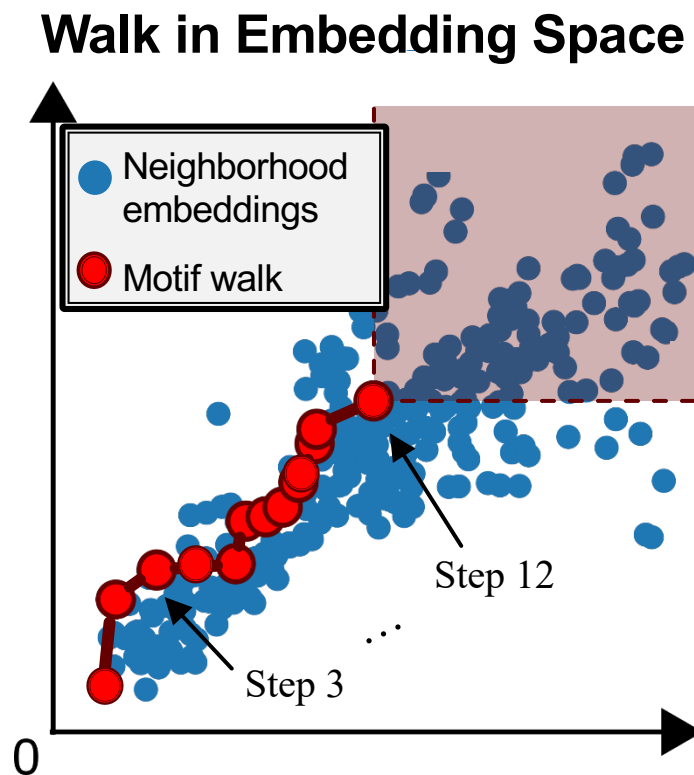 Walk in Embedding Space
Neighborhood
embeddings
Motif walk
Step 12
...
Step 3
0